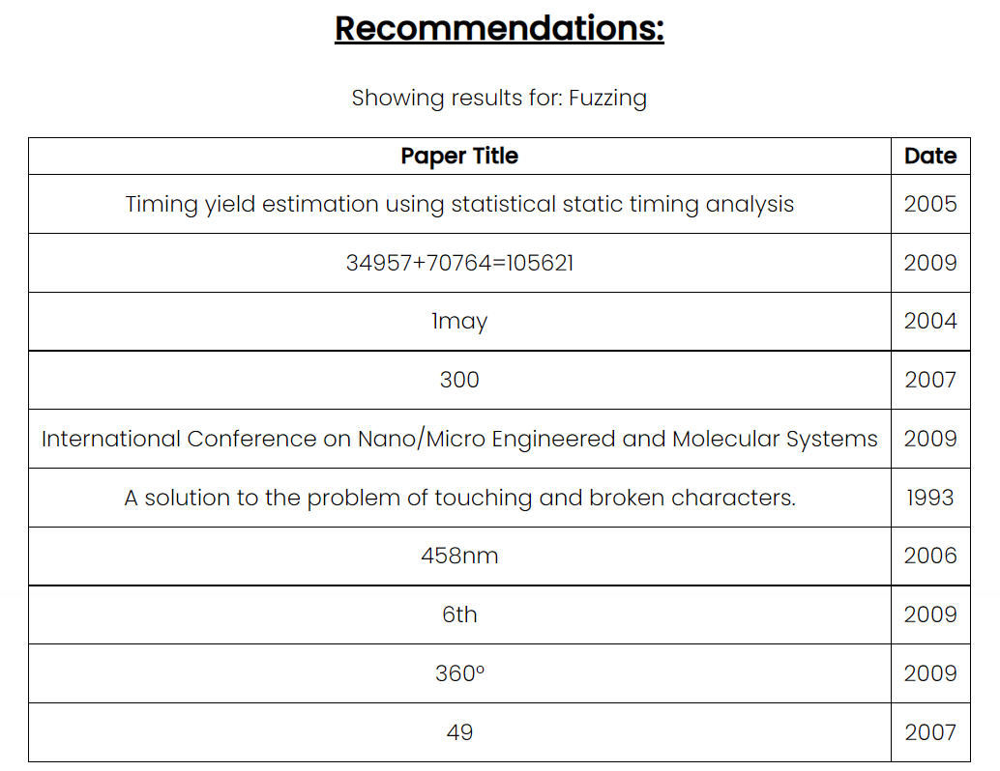 Recommendations:
Showing results for: Fuzzing
Paper Title Date
Timing yield estimation using statistical static timing analysis 2005
34957+70764=105621 2009
1may 2004
300 2007
International Conference on Nano/Micro Engineered and Molecular Systems 2009
A solution to the problem of touching and broken characters. 1993
458nm 2006
6th 2009
360º 2009
49 2007